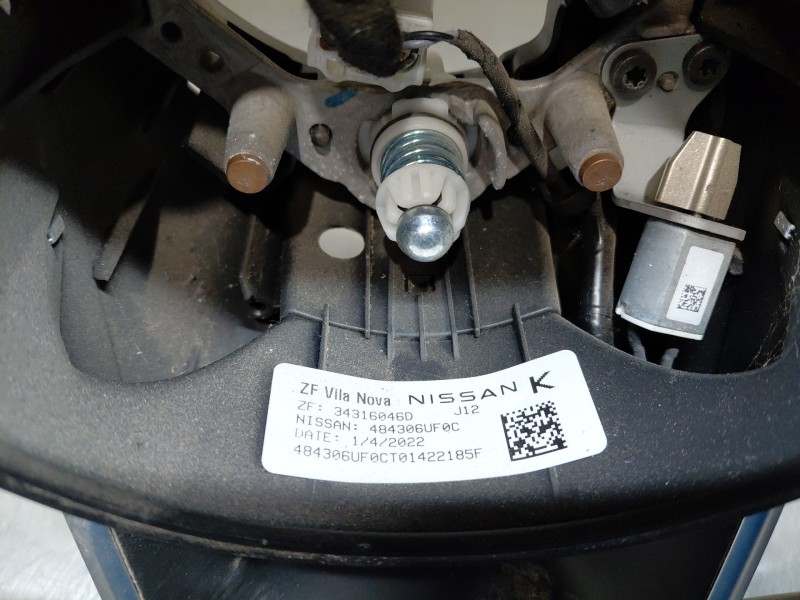 ZF Vila Nova NISSAN K
ZF: 34316046D J12
NISSAN: 484306UF0C
DATE: 1/4/2022
484306UF0CT01422185F